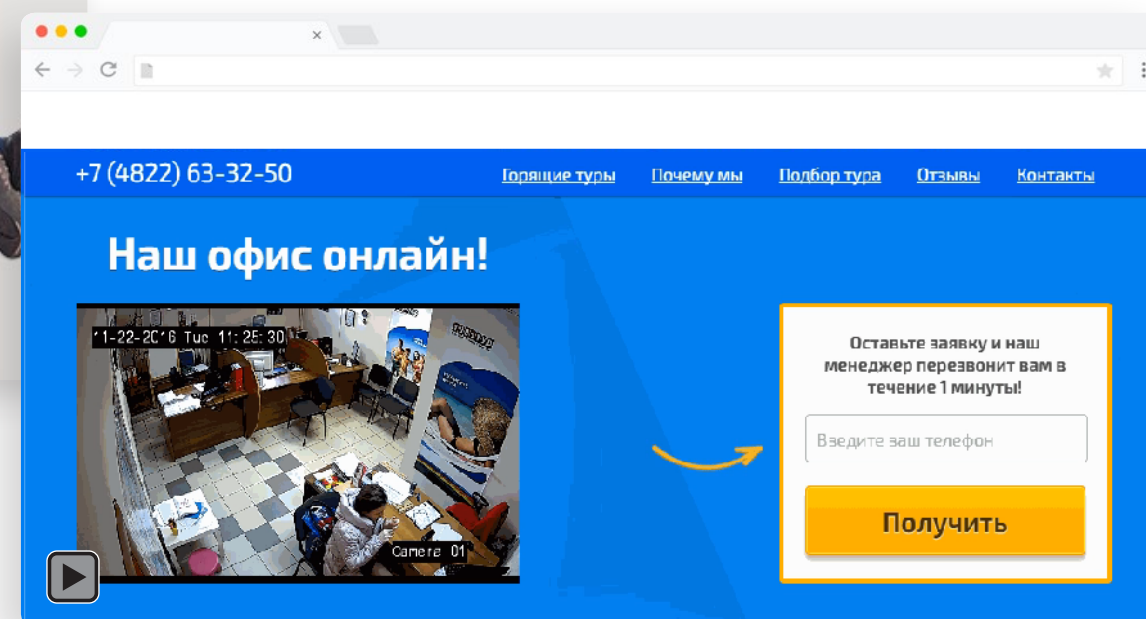 +7 (4822) 63-32-50
Горящие туры
Почему мы
Подбор тура
Отзывы
Контакты
Наш офис онлайн!
11-22-2016 Tue 11:25:30
Camera 01
Оставьте заявку и наш
менеджер перезвонит вам в
течение 1 минуты!
Введите ваш телефон
Получить